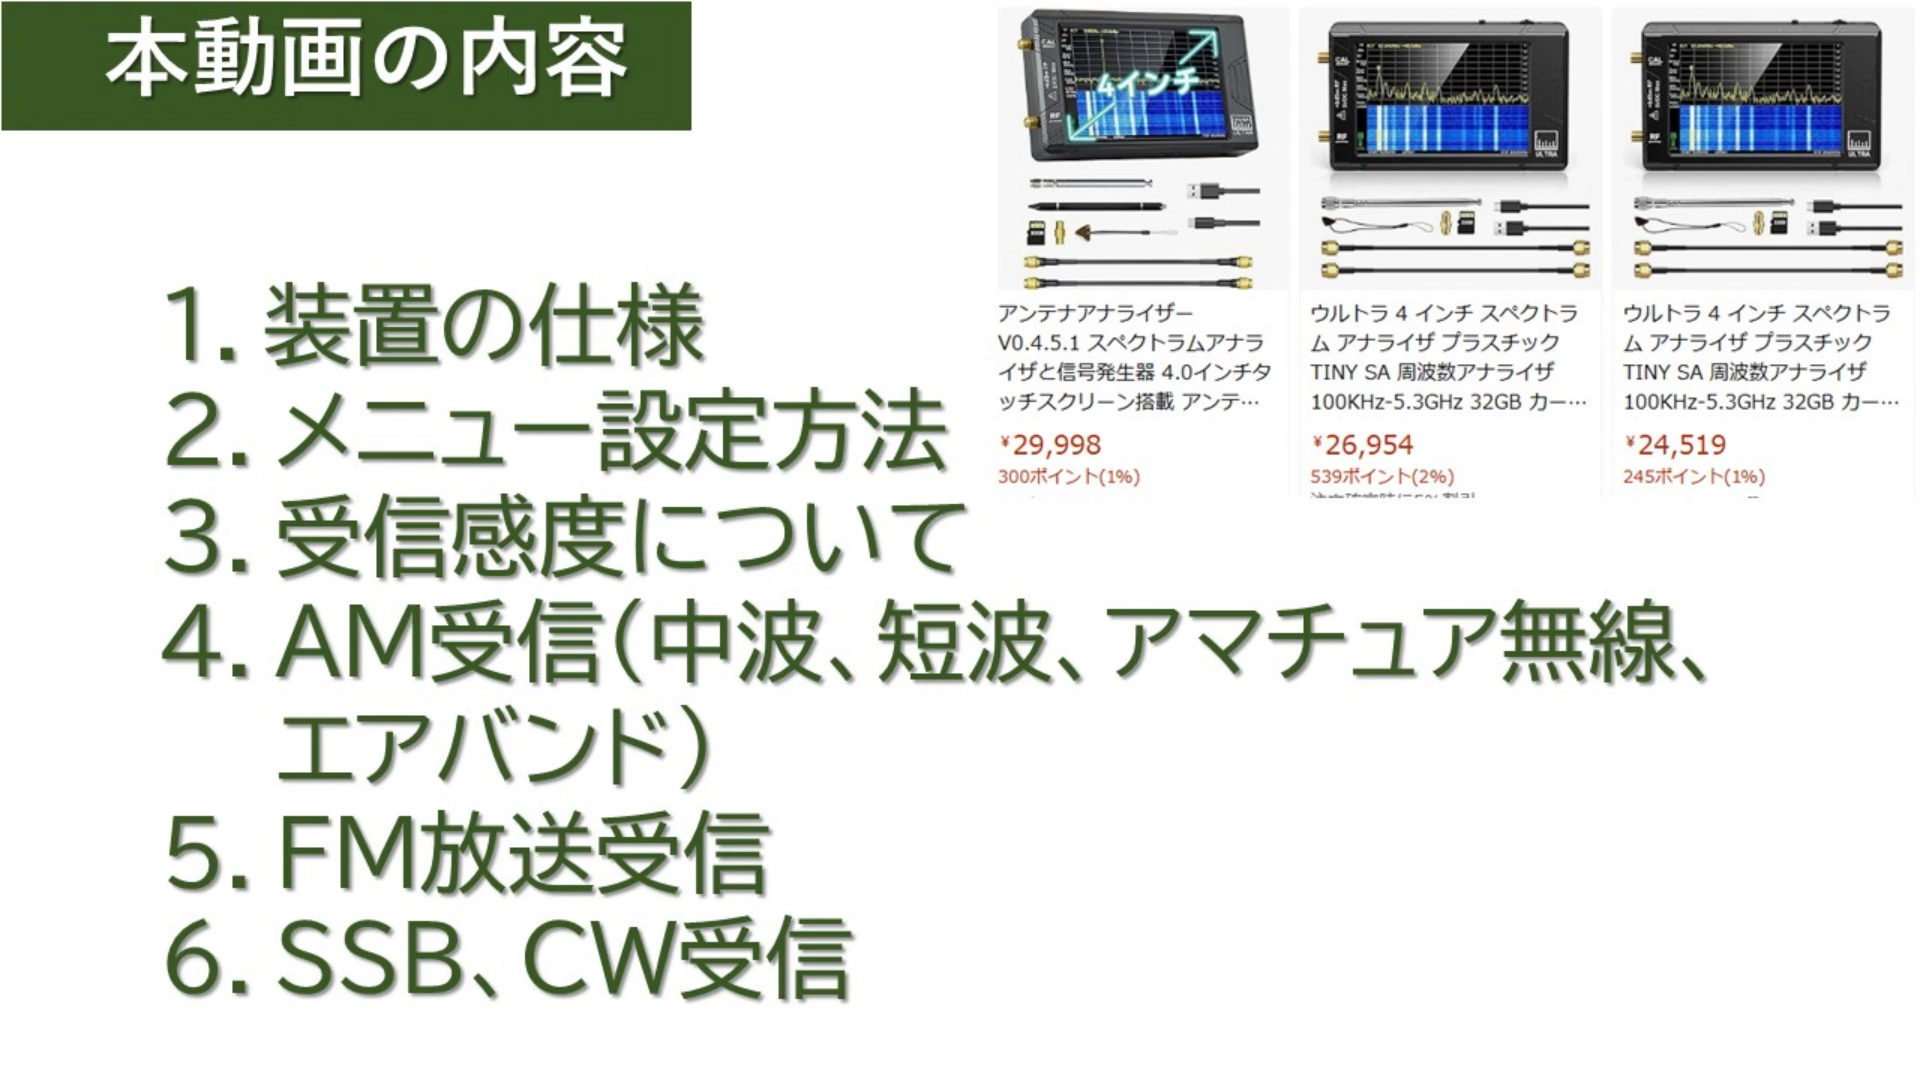 本動画の内容
1. 装置の仕様
2. メニュー設定方法
3. 受信感度について
4. AM受信(中波、短波、アマチュア無線、
エアバンド)
5. FM放送受信
6. SSB、CW受信
4インチ
CAL
RF
ULTRA
アンテナアナライザー
V0.4.5.1 スペクトラムアナラ
イザと信号発生器 4.0インチタ
ッチスクリーン搭載 アンテ…
¥29,998
300ポイント(1%)
CAL
RF
ULTRA
ウルトラ 4 インチ スペクトラ
ム アナライザ プラスチック
TINY SA 周波数アナライザ
100KHz-5.3GHz 32GB カー…
¥26,954
539ポイント(2%)
CAL
RF
ULTRA
ウルトラ 4 インチ スペクトラ
ム アナライザ プラスチック
TINY SA 周波数アナライザ
100KHz-5.3GHz 32GB カー…
¥24,519
245ポイント(1%)